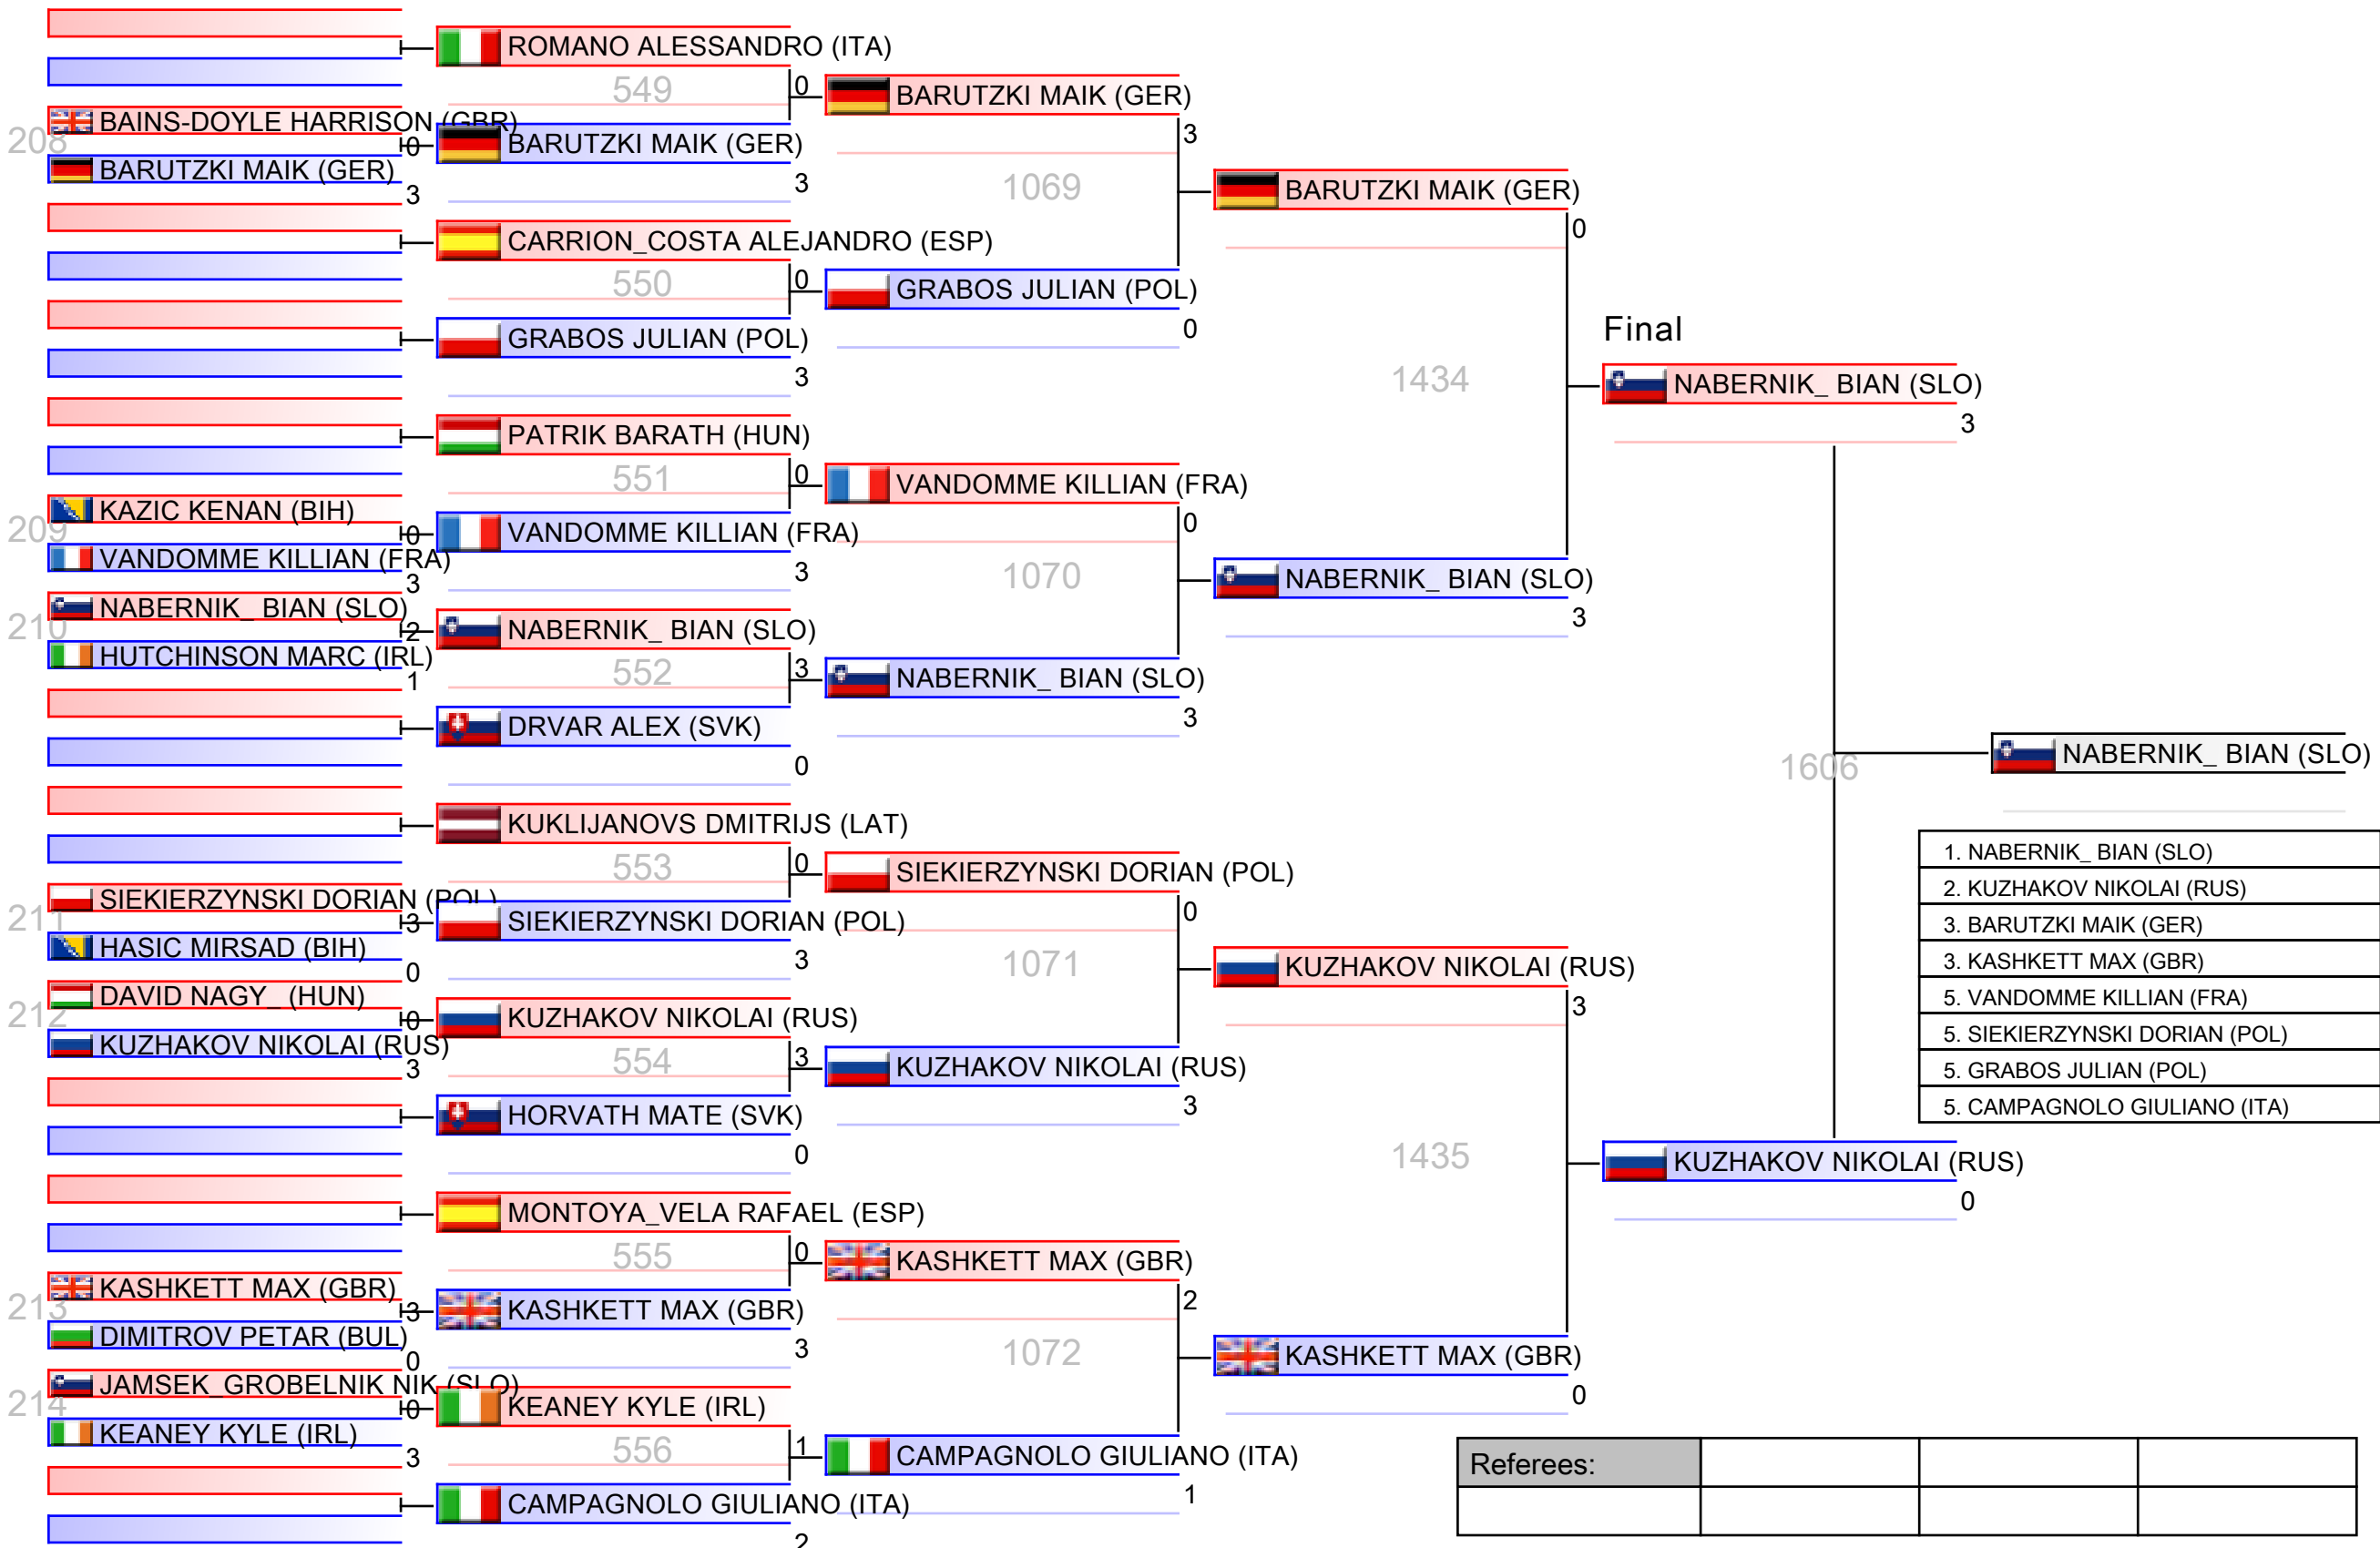 208
BAINS-DOYLE HARRISON (GBR)
0
BARUTZKI MAIK (GER)
3
209
KAZIC KENAN (BIH)
0
VANDOMME KILLIAN (FRA)
3
210
NABERNIK_ BIAN (SLO)
2
HUTCHINSON MARC (IRL)
1
211
SIEKIERZYNSKI DORIAN (POL)
3
HASIC MIRSAD (BIH)
0
212
DAVID NAGY_ (HUN)
0
KUZHAKOV NIKOLAI (RUS)
3
213
KASHKETT MAX (GBR)
3
DIMITROV PETAR (BUL)
0
214
JAMSEK_GROBELNIK NIK (SLO)
0
KEANEY KYLE (IRL)
3
ROMANO ALESSANDRO (ITA)
549
0
BARUTZKI MAIK (GER)
3
CARRION_COSTA ALEJANDRO (ESP)
550
0
GRABOS JULIAN (POL)
3
PATRIK BARATH (HUN)
551
0
VANDOMME KILLIAN (FRA)
3
NABERNIK_ BIAN (SLO)
552
3
DRVAR ALEX (SVK)
0
KUKLIJANOVS DMITRIJS (LAT)
553
0
SIEKIERZYNSKI DORIAN (POL)
3
KUZHAKOV NIKOLAI (RUS)
554
3
HORVATH MATE (SVK)
0
MONTOYA_VELA RAFAEL (ESP)
555
0
KASHKETT MAX (GBR)
3
KEANEY KYLE (IRL)
556
1
CAMPAGNOLO GIULIANO (ITA)
2
BARUTZKI MAIK (GER)
3
1069
GRABOS JULIAN (POL)
0
VANDOMME KILLIAN (FRA)
0
1070
NABERNIK_ BIAN (SLO)
3
SIEKIERZYNSKI DORIAN (POL)
0
1071
KUZHAKOV NIKOLAI (RUS)
3
KASHKETT MAX (GBR)
2
1072
CAMPAGNOLO GIULIANO (ITA)
1
BARUTZKI MAIK (GER)
0
1434
NABERNIK_ BIAN (SLO)
3
KUZHAKOV NIKOLAI (RUS)
3
1435
KASHKETT MAX (GBR)
0
Final
NABERNIK_ BIAN (SLO)
3
1606
KUZHAKOV NIKOLAI (RUS)
0
NABERNIK_ BIAN (SLO)
1. NABERNIK_ BIAN (SLO)
2. KUZHAKOV NIKOLAI (RUS)
3. BARUTZKI MAIK (GER)
3. KASHKETT MAX (GBR)
5. VANDOMME KILLIAN (FRA)
5. SIEKIERZYNSKI DORIAN (POL)
5. GRABOS JULIAN (POL)
5. CAMPAGNOLO GIULIANO (ITA)
Referees: